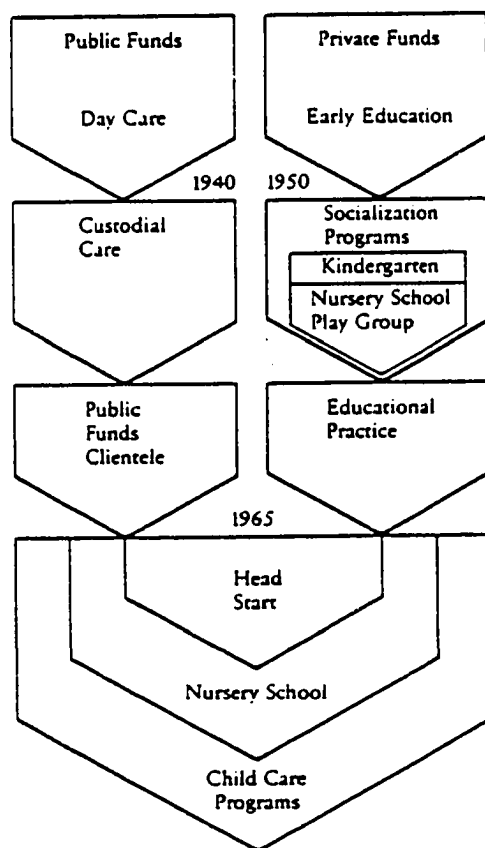 Public Funds
Day Care
Private Funds
Early Education
1940
1950
Custodial
Care
Socialization
Programs
Kindergarten
Nursery School
Play Group
Public
Funds
Clientele
Educational
Practice
1965
Head
Start
Nursery School
Child Care
Programs